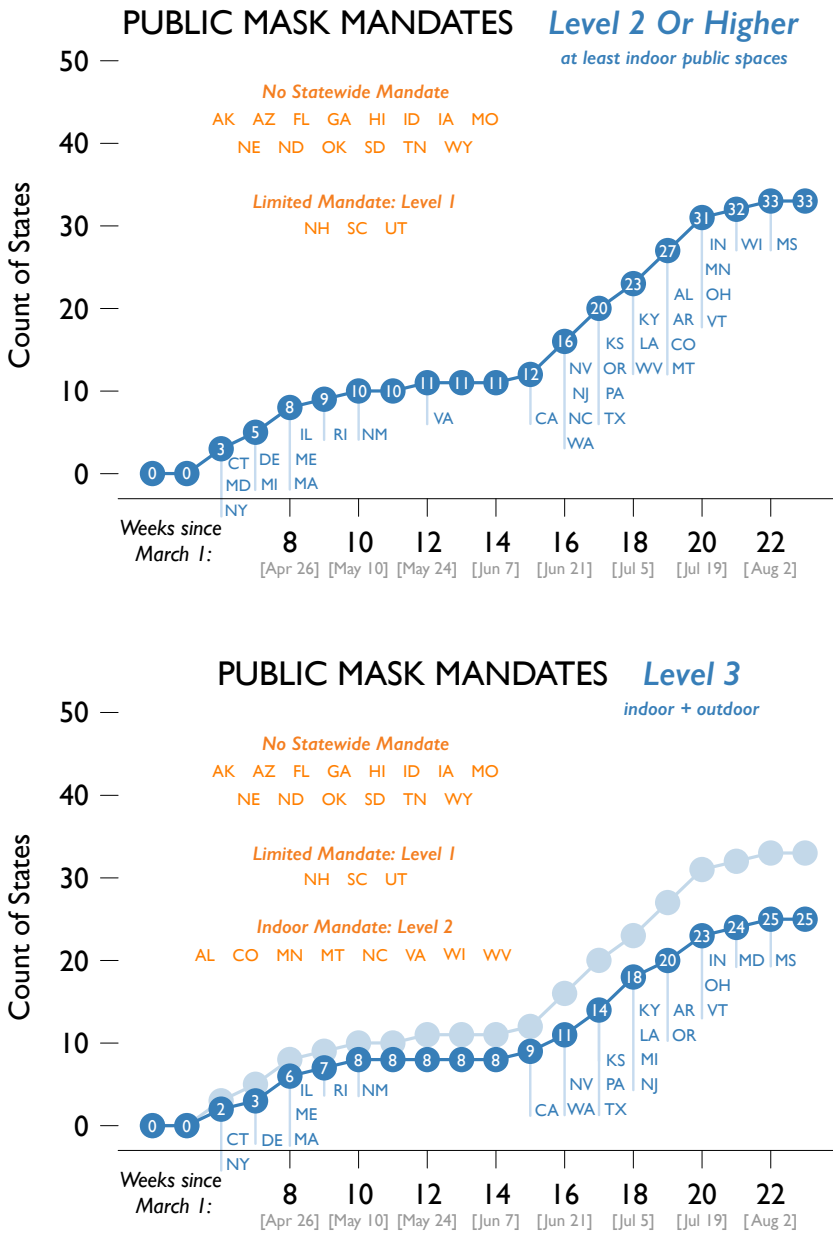 PUBLIC MASK MANDATES Level 2 Or Higher
at least indoor public spaces
50
40
30
20
10
0
Count of States
No Statewide Mandate
AK AZ FL GA HI ID IA MO
NE ND OK SD TN WY
Limited Mandate: Level 1
NH SC UT
0 0 3 5 8 9 10 10 11 11 11 12 16 20 23 27 31 32 33 33
CT
MD
NY
DE
MI
IL
ME
MA
RI
NM
VA
CA
NV
NJ
NC
WA
KS
OR
PA
TX
KY
LA
WV
AL
AR
CO
MT
IN
MN
OH
VT
WI
MS
Weeks since
March 1:
8 10 12 14 16 18 20 22
[Apr 26] [May 10] [May 24] [Jun 7] [Jun 21] [Jul 5] [Jul 19] [Aug 2]
PUBLIC MASK MANDATES Level 3
indoor + outdoor
50
40
30
20
10
0
Count of States
No Statewide Mandate
AK AZ FL GA HI ID IA MO
NE ND OK SD TN WY
Limited Mandate: Level 1
NH SC UT
Indoor Mandate: Level 2
AL CO MN MT NC VA WI WV
0 0 2 3 6 7 8 8 8 8 8 9 11 14 18 20 23 24 25 25
CT
NY
DE
IL
ME
MA
RI
NM
CA
NV
WA
KS
PA
TX
KY
LA
MI
NJ
AR
OR
IN
OH
VT
MD
MS
Weeks since
March 1:
8 10 12 14 16 18 20 22
[Apr 26] [May 10] [May 24] [Jun 7] [Jun 21] [Jul 5] [Jul 19] [Aug 2]